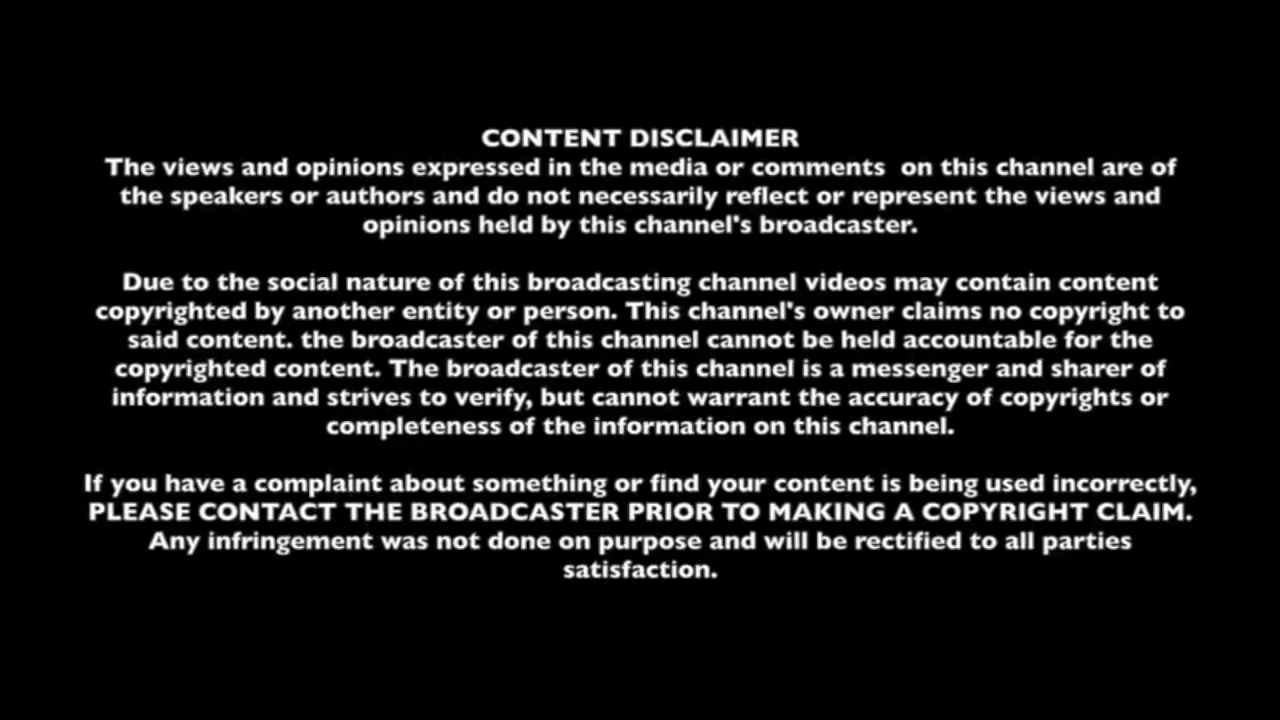 CONTENT DISCLAIMER
The views and opinions expressed in the media or comments  on this channel are of
the speakers or authors and do not necessarily reflect or represent the views and
opinions held by this channel's broadcaster.
Due to the social nature of this broadcasting channel videos may contain content
copyrighted by another entity or person. This channel's owner claims no copyright to
said content. the broadcaster of this channel cannot be held accountable for the
copyrighted content. The broadcaster of this channel is a messenger and sharer of
information and strives to verify, but cannot warrant the accuracy of copyrights or
completeness of the information on this channel.
If you have a complaint about something or find your content is being used incorrectly,
PLEASE CONTACT THE BROADCASTER PRIOR TO MAKING A COPYRIGHT CLAIM.
Any infringement was not done on purpose and will be rectified to all parties
satisfaction.